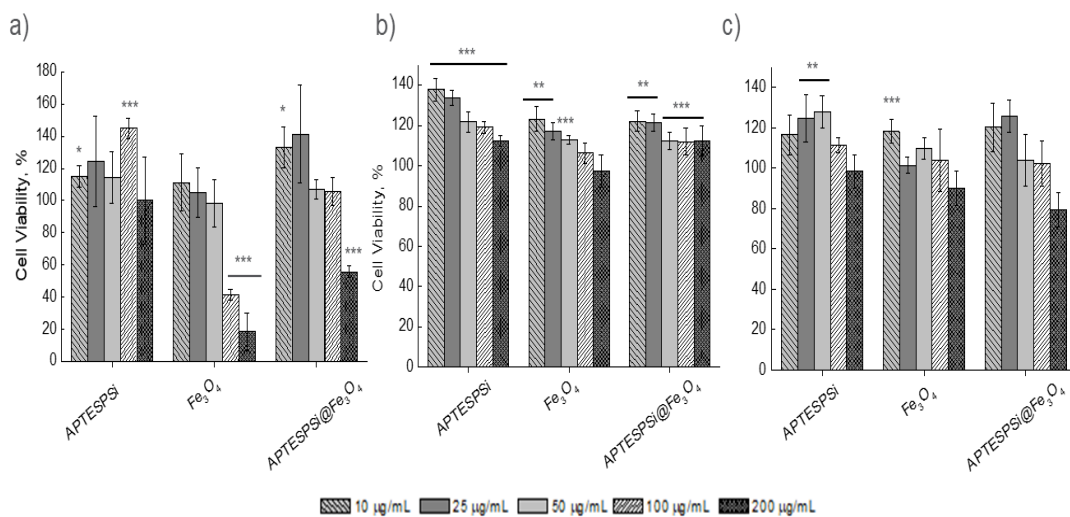 a)
Cell Viability, %
180
160
140
120
100
80
60
40
20
0
*
***
***
*
***
APTESPSi
Fe3O4
APTESPSi@Fe3O4
b)
Cell Viability, %
140
120
100
80
60
40
20
0
***
**
***
**
***
APTESPSi
Fe3O4
APTESPSi@Fe3O4
c)
140
120
100
80
60
40
20
0
**
***
APTESPSi
Fe3O4
APTESPSi@Fe3O4
10 µg/mL 25 µg/mL 50 µg/mL 100 µg/mL 200 µg/mL